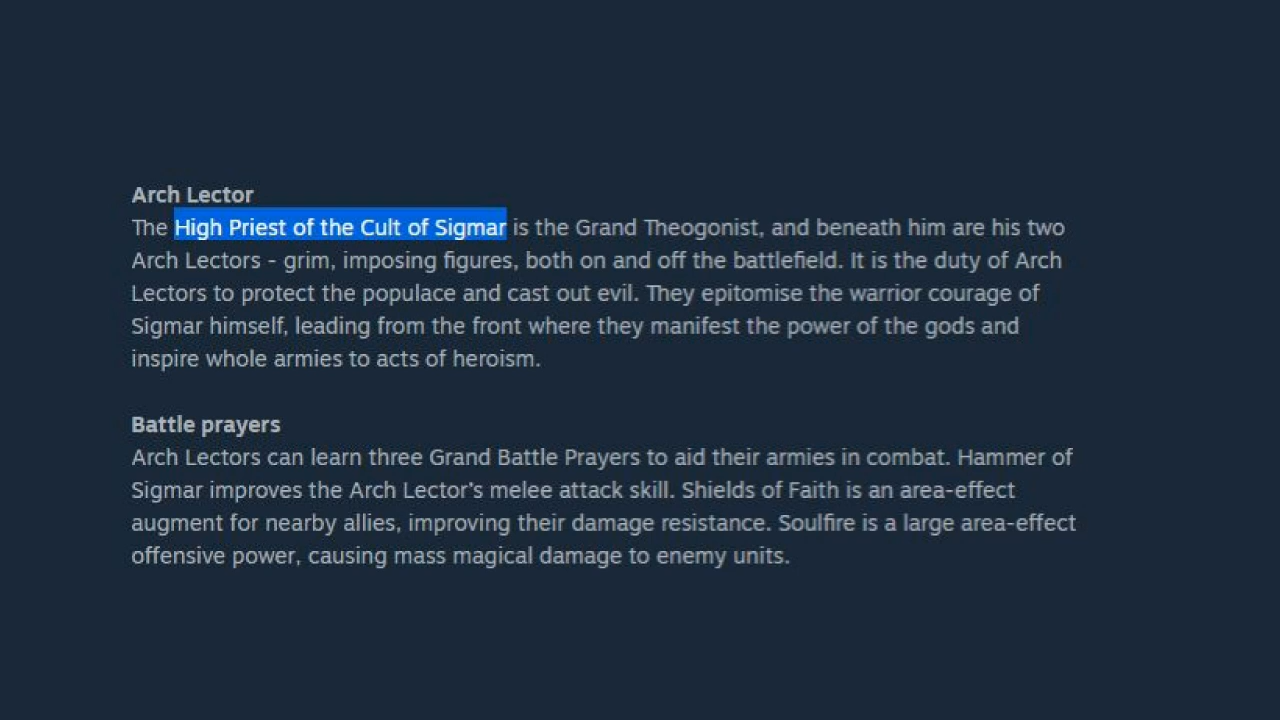 Arch Lector
The High Priest of the Cult of Sigmar is the Grand Theogonist, and beneath him are his two
Arch Lectors - grim, imposing figures, both on and off the battlefield. It is the duty of Arch
Lectors to protect the populace and cast out evil. They epitomise the warrior courage of
Sigmar himself, leading from the front where they manifest the power of the gods and
inspire whole armies to acts of heroism.
Battle prayers
Arch Lectors can learn three Grand Battle Prayers to aid their armies in combat. Hammer of
Sigmar improves the Arch Lector's melee attack skill. Shields of Faith is an area-effect
augment for nearby allies, improving their damage resistance. Soulfire is a large area-effect
offensive power, causing mass magical damage to enemy units.